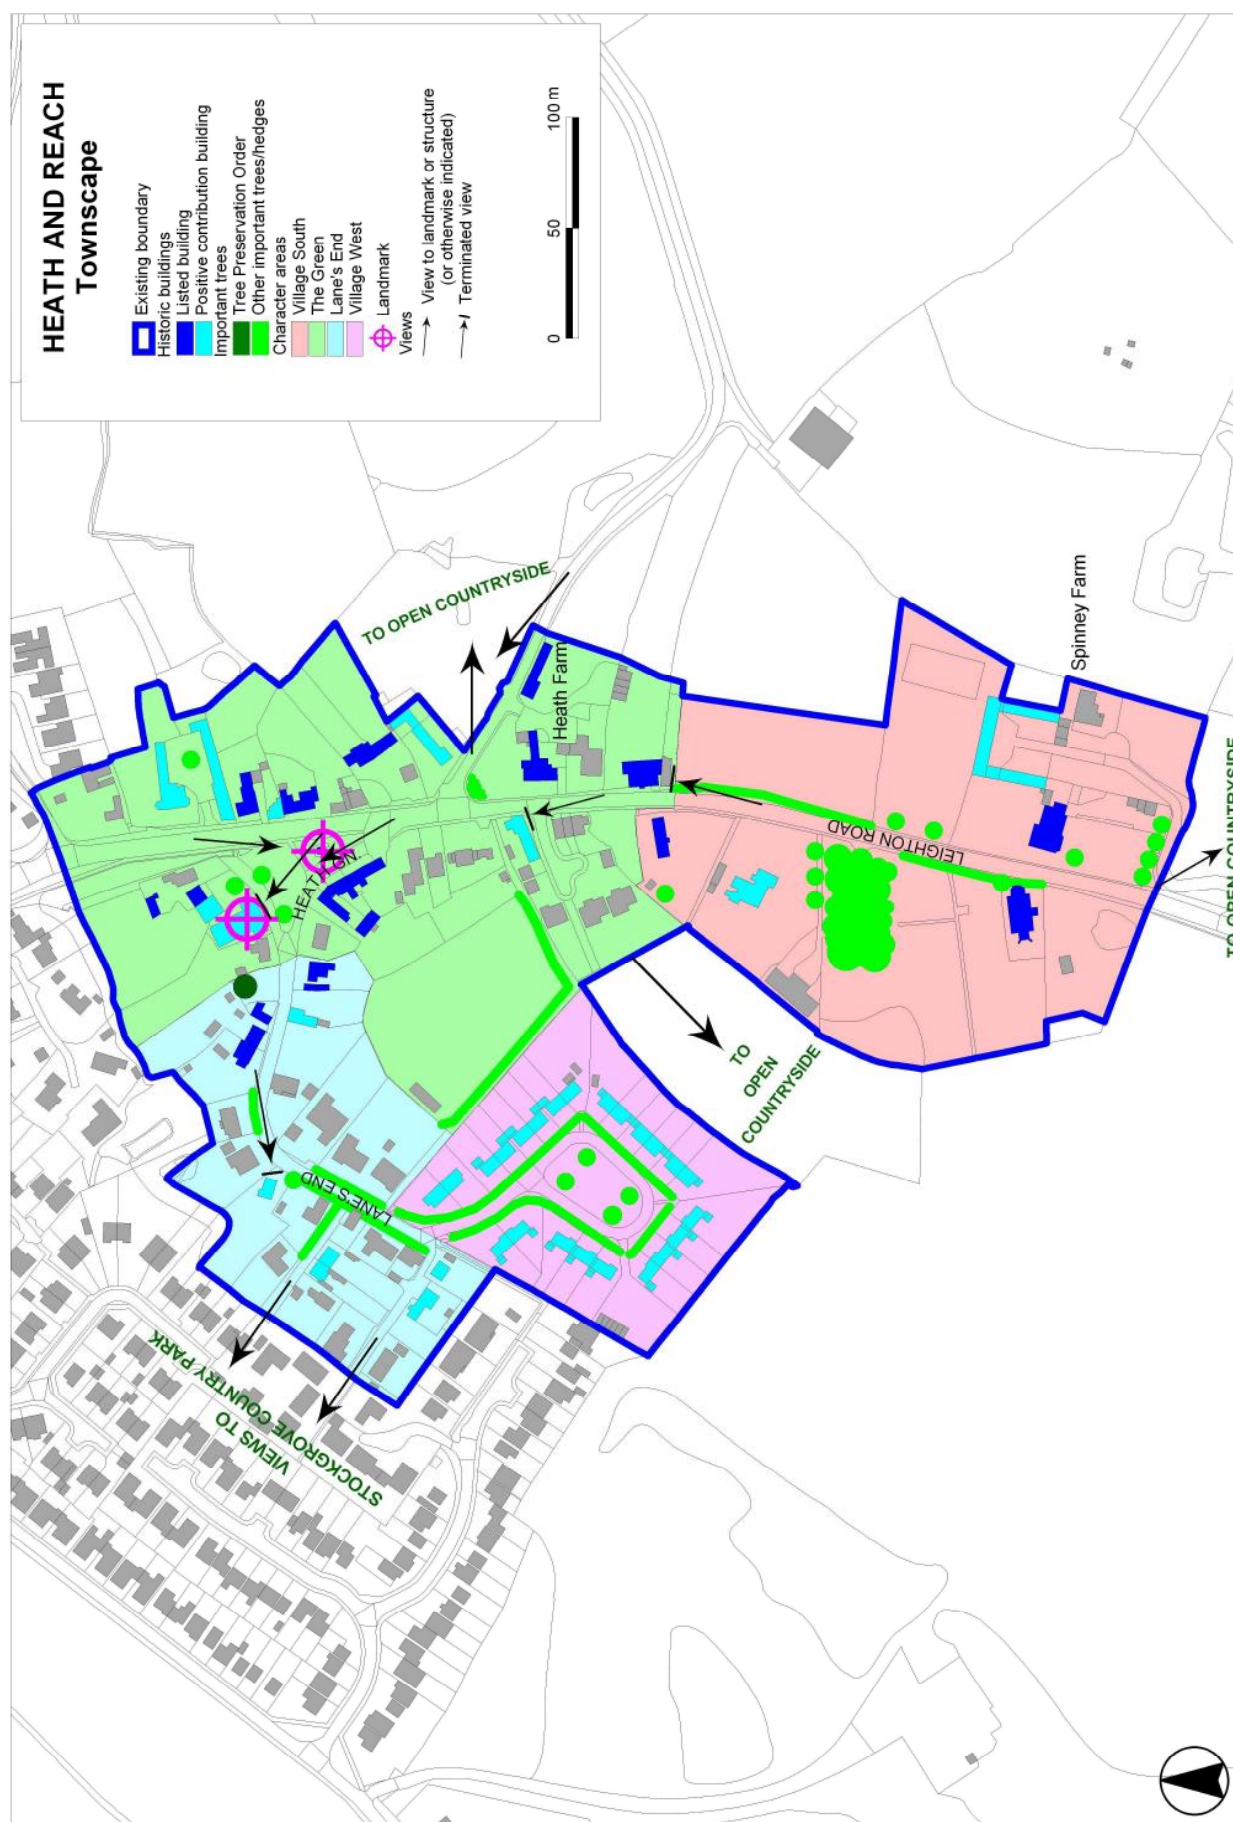 HEATH AND REACH
Townscape
Existing boundary
Historic buildings
Listed building
Positive contribution building
Important trees
Tree Preservation Order
Other important trees/hedges
Character areas
Village South
The Green
Lane's End
Village West
Landmark
Views
View to landmark or structure
(or otherwise indicated)
Terminated view
0 50 100 m
TO OPEN COUNTRYSIDE
Heath Farm
HEATH GN.
LANE'S END
LEIGHTON ROAD
Spinney Farm
TO
OPEN
COUNTRYSIDE
VIEWS TO
STOCKGROVE COUNTRY PARK
TO OPEN COUNTRYSIDE